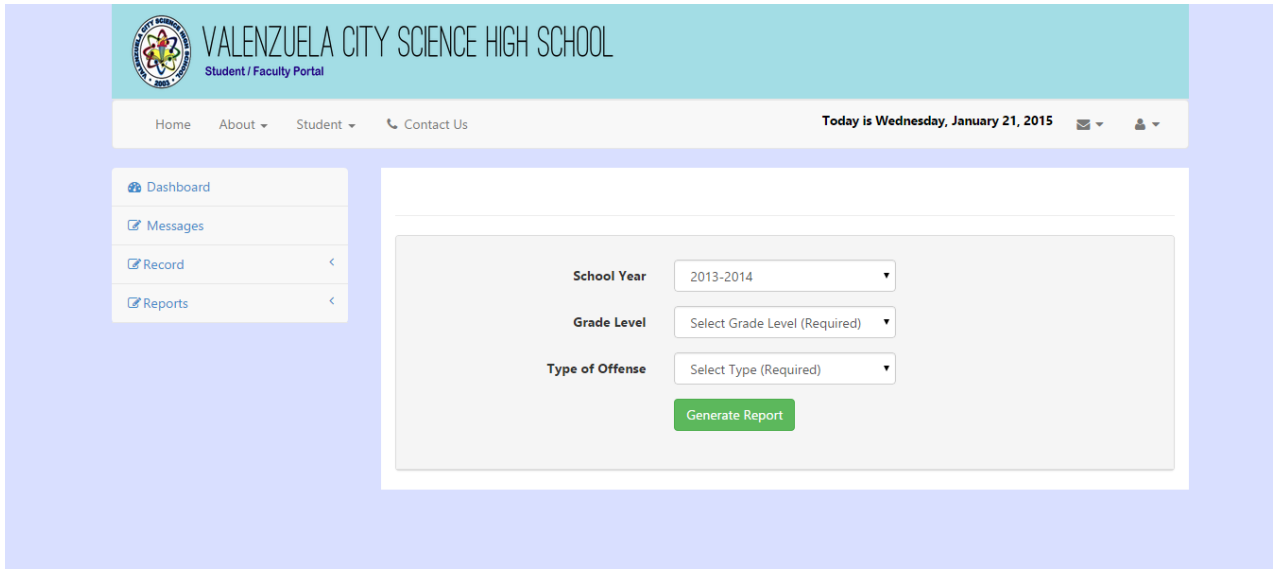 VALENZUELA CITY SCIENCE HIGH SCHOOL
Student / Faculty Portal
2003
Home About Student Contact Us Today is Wednesday, January 21, 2015
Dashboard
Messages
Record
Reports
School Year 2013-2014
Grade Level Select Grade Level (Required)
Type of Offense Select Type (Required)
Generate Report